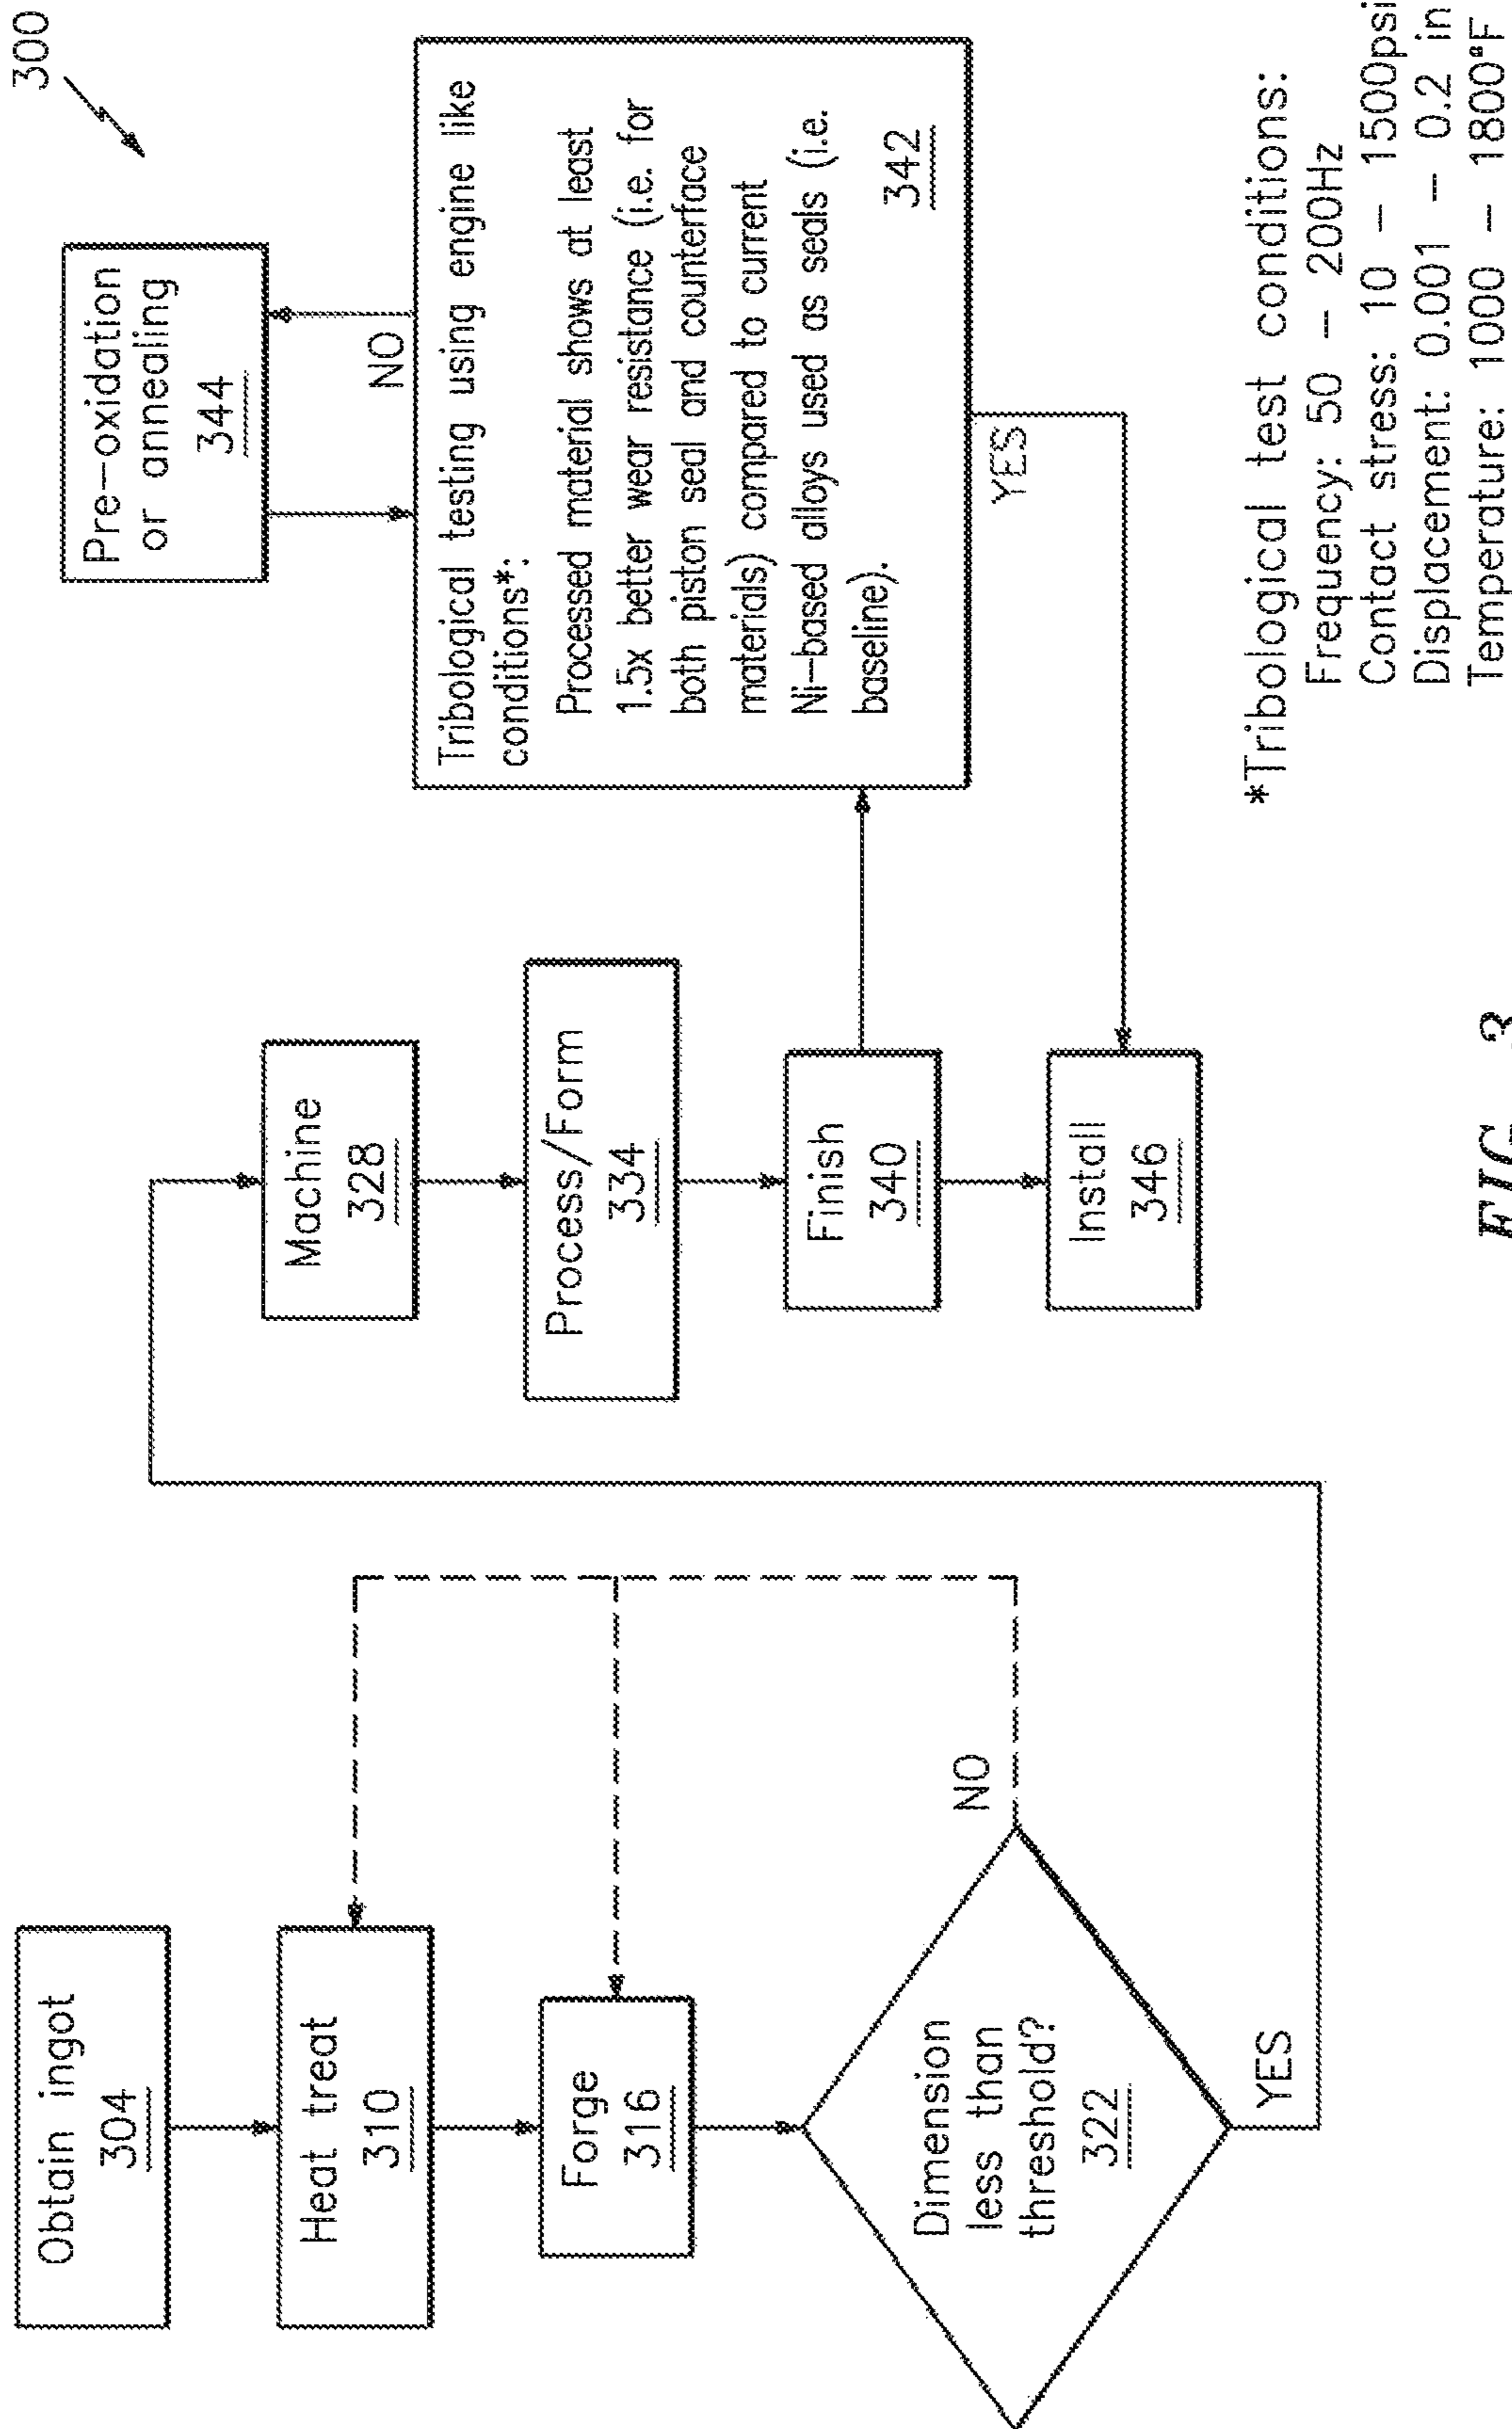 300
Obtain ingot
304
Heat treat
310
Forge
316
Dimension
less than
threshold?
322
NO
YES
Machine
328
Process/Form
334
Finish
340
Install
346
Pre-oxidation
or annealing
344
NO
Tribological testing using engine like
conditions*:
Processed material shows at least
1.5x better wear resistance (i.e. for
both piston seal and counterface
materials) compared to current
Ni-based alloys used as seals (i.e.
baseline).
342
YES
*Tribological test conditions:
Frequency: 50 - 200Hz
Contact stress: 10 - 1500psi
Displacement: 0.001 - 0.2 in
Temperature: 1000 - 1800°F
FIG. 3